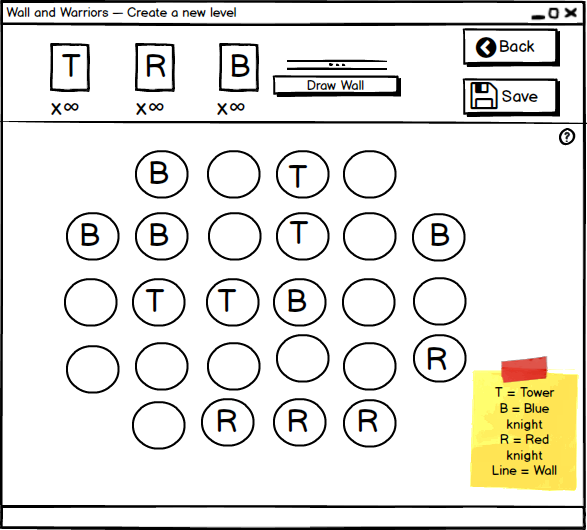 Wall and Warriors — Create a new level
T R B
x∞ x∞ x∞
...
Draw Wall
Back
Save
?
B T
B B T B
T T B
R
R R R
T = Tower
B = Blue
knight
R = Red
knight
Line = Wall